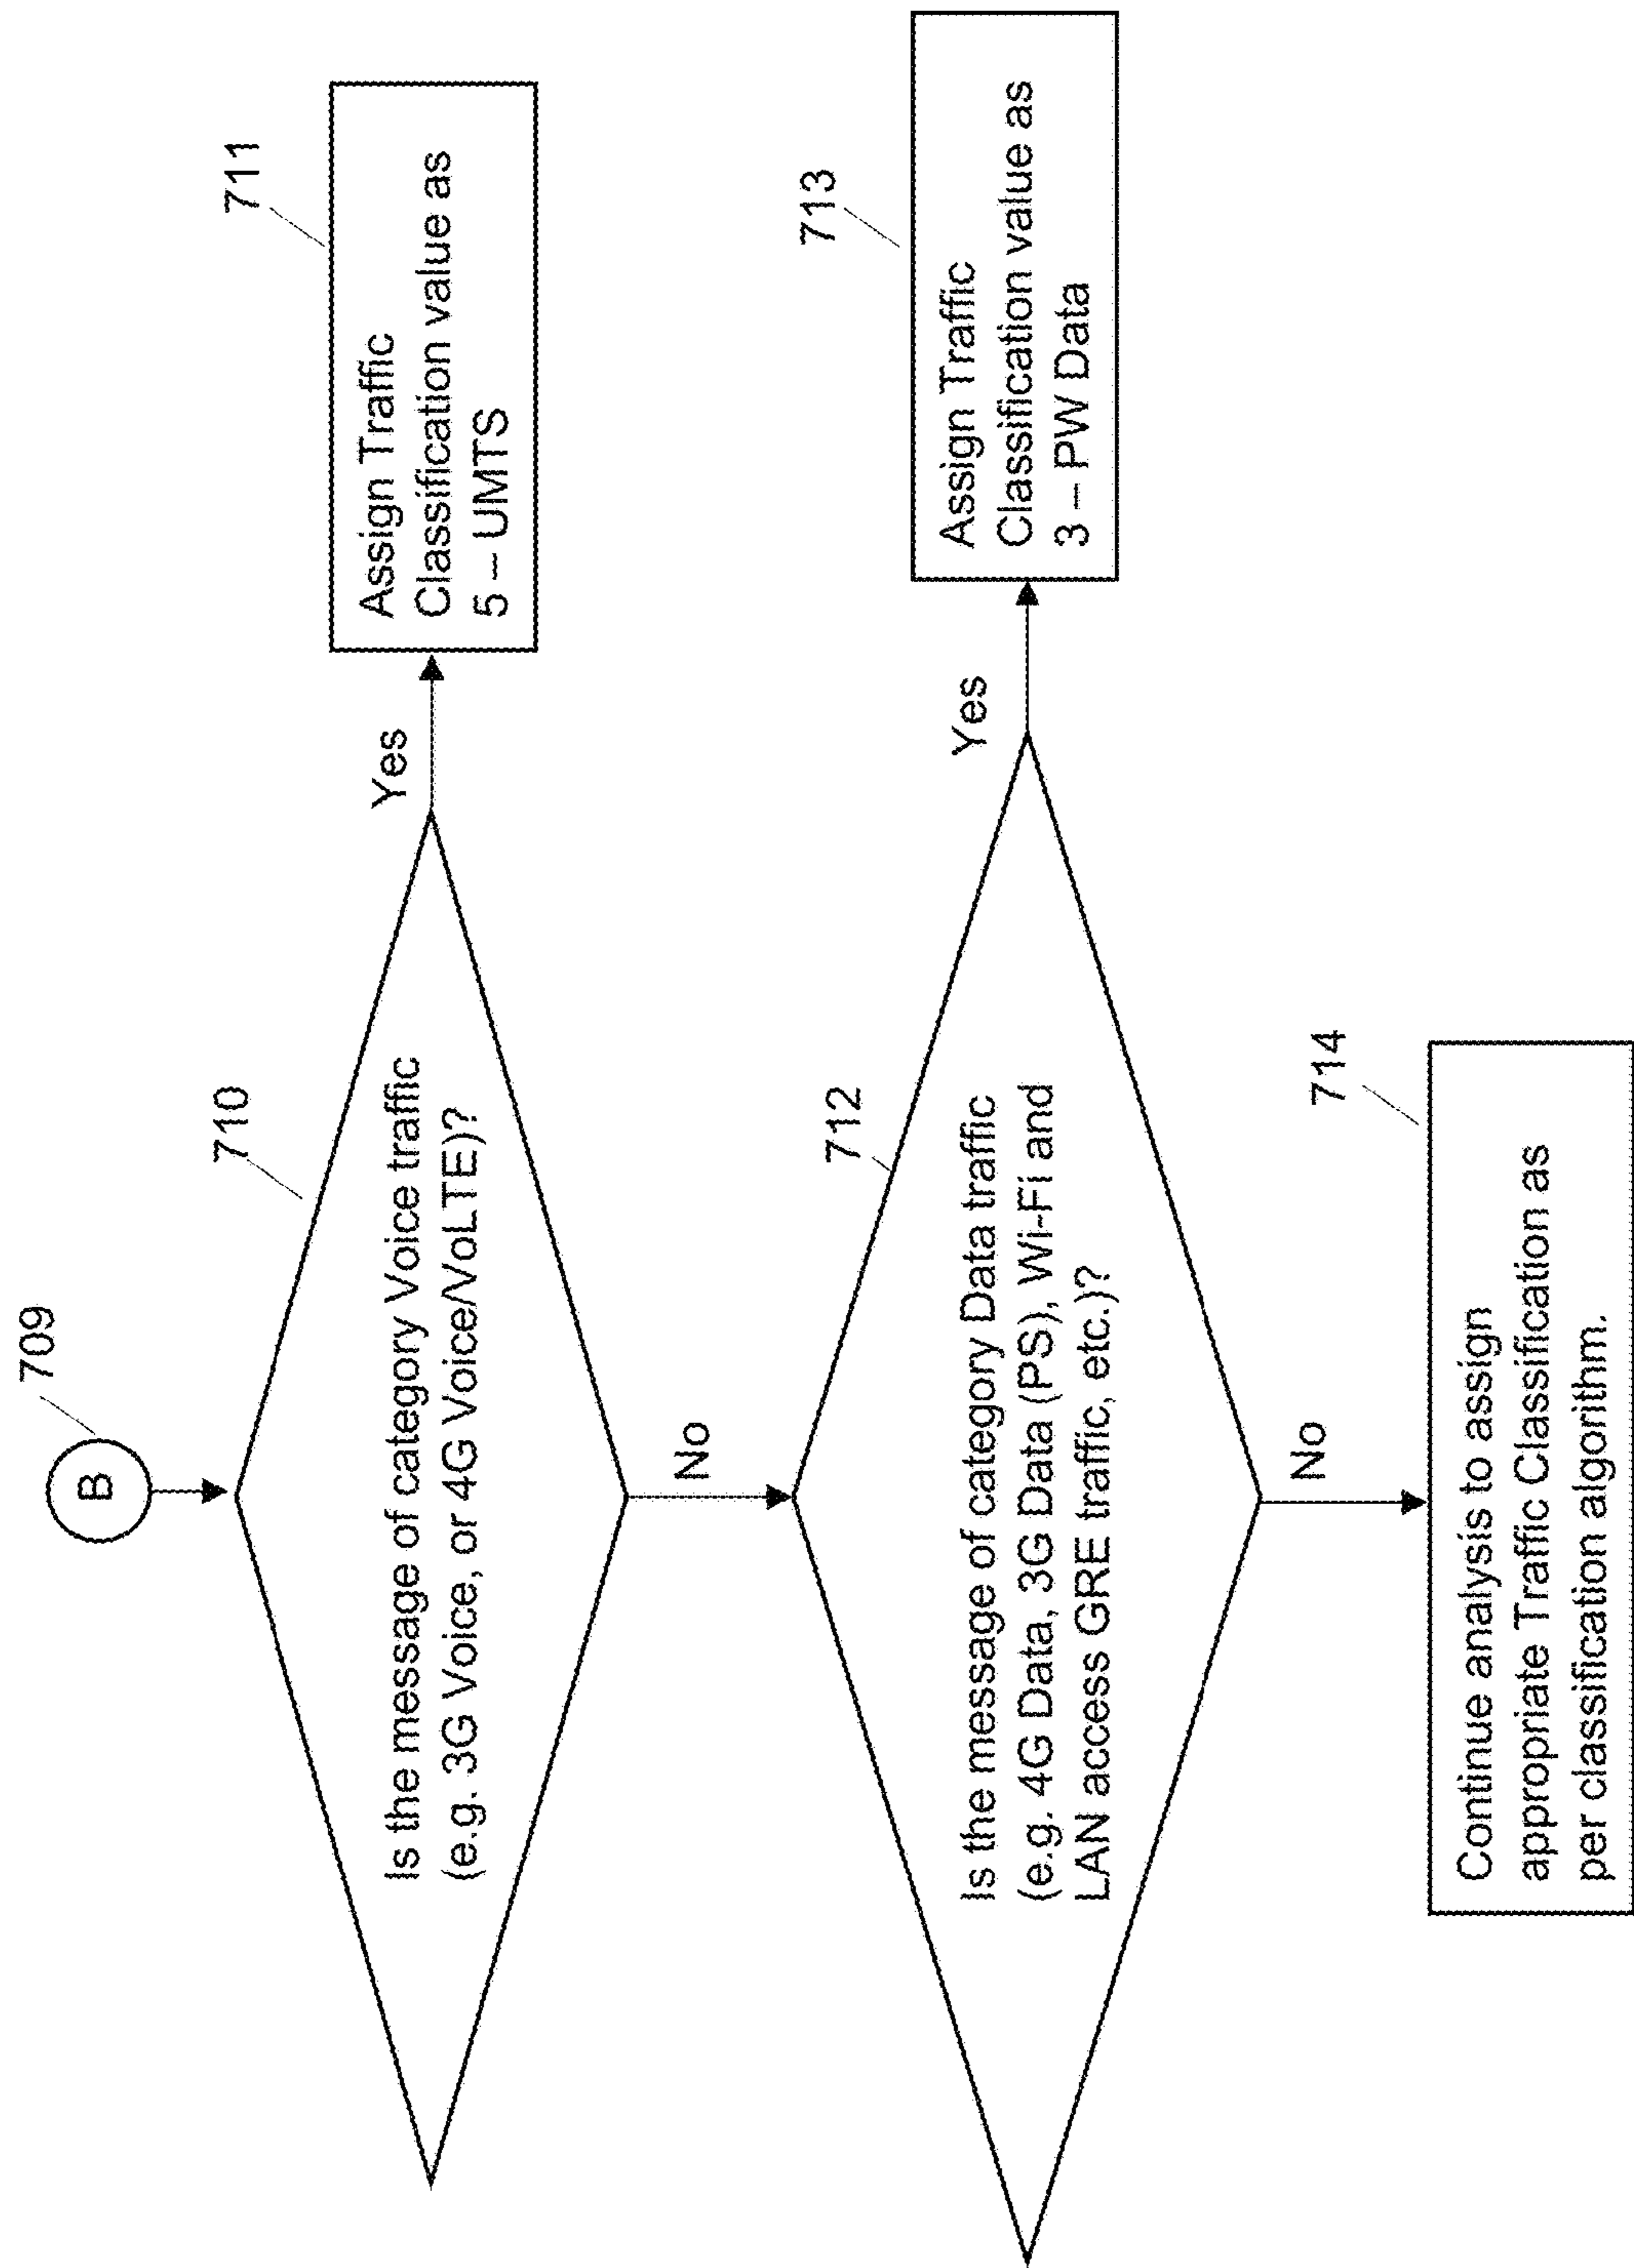 709
B
710
Is the message of category Voice traffic
(e.g. 3G Voice, or 4G Voice/VoLTE)?
Yes
711
Assign Traffic
Classification value as
5 – UMTS
No
712
Is the message of category Data traffic
(e.g. 4G Data, 3G Data (PS), Wi-Fi and
LAN access GRE traffic, etc.)?
Yes
713
Assign Traffic
Classification value as
3 – PW Data
No
714
Continue analysis to assign
appropriate Traffic Classification as
per classification algorithm.